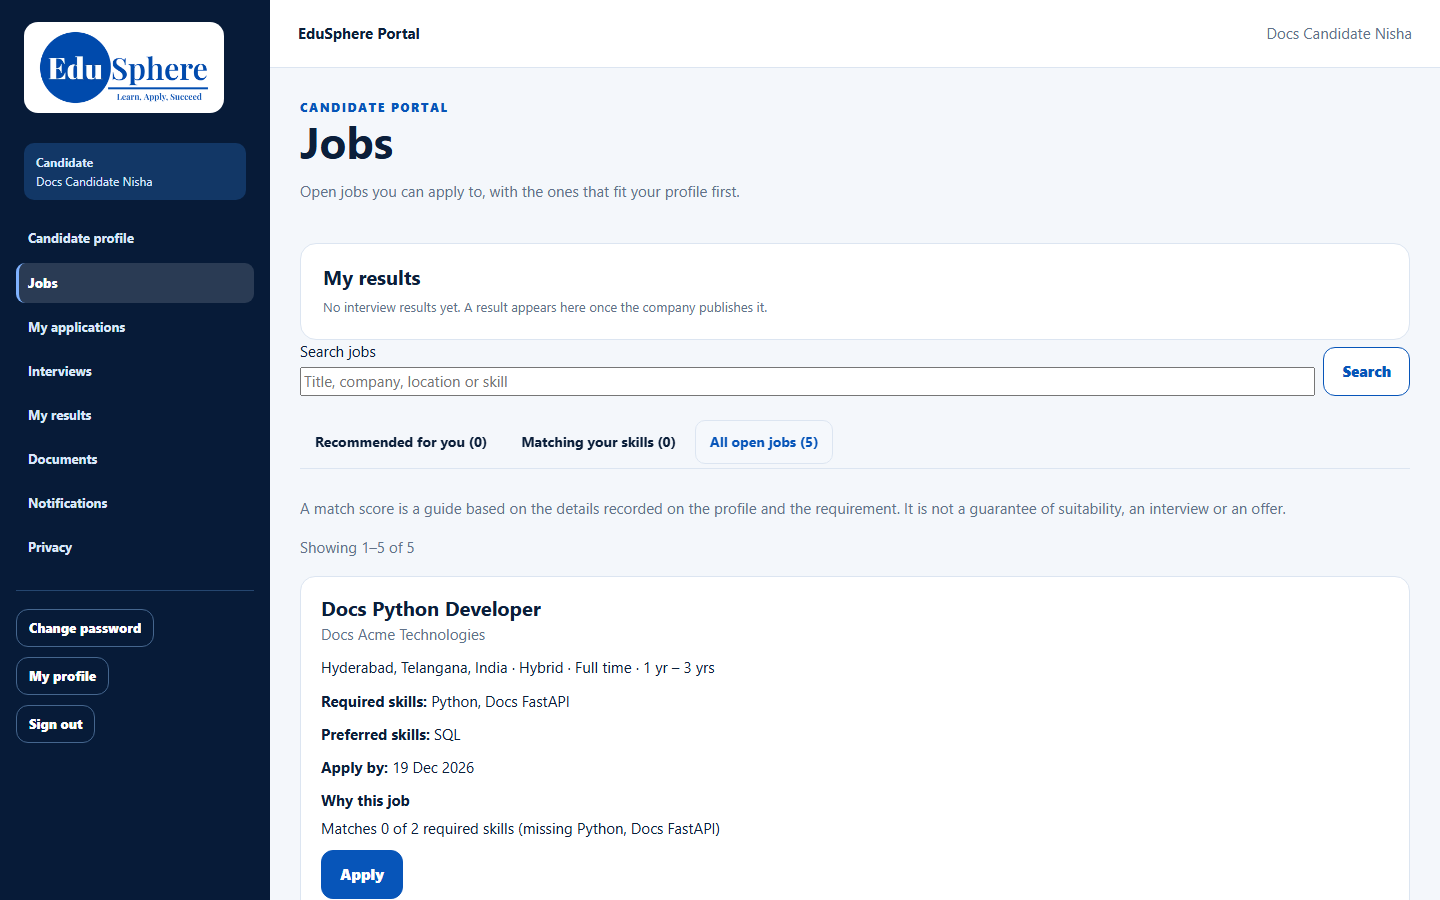 Edu Sphere
Learn. Apply, Succeed
Candidate
Docs Candidate Nisha
Candidate profile
Jobs
My applications
Interviews
My results
Documents
Notifications
Privacy
Change password
My profile
Sign out
EduSphere Portal
Docs Candidate Nisha
CANDIDATE PORTAL
Jobs
Open jobs you can apply to, with the ones that fit your profile first.
My results
No interview results yet. A result appears here once the company publishes it.
Search jobs
Title, company, location or skill
Search
Recommended for you (0)
Matching your skills (0)
All open jobs (5)
A match score is a guide based on the details recorded on the profile and the requirement. It is not a guarantee of suitability, an interview or an offer.
Showing 1–5 of 5
Docs Python Developer
Docs Acme Technologies
Hyderabad, Telangana, India · Hybrid · Full time · 1 yr – 3 yrs
Required skills: Python, Docs FastAPI
Preferred skills: SQL
Apply by: 19 Dec 2026
Why this job
Matches 0 of 2 required skills (missing Python, Docs FastAPI)
Apply